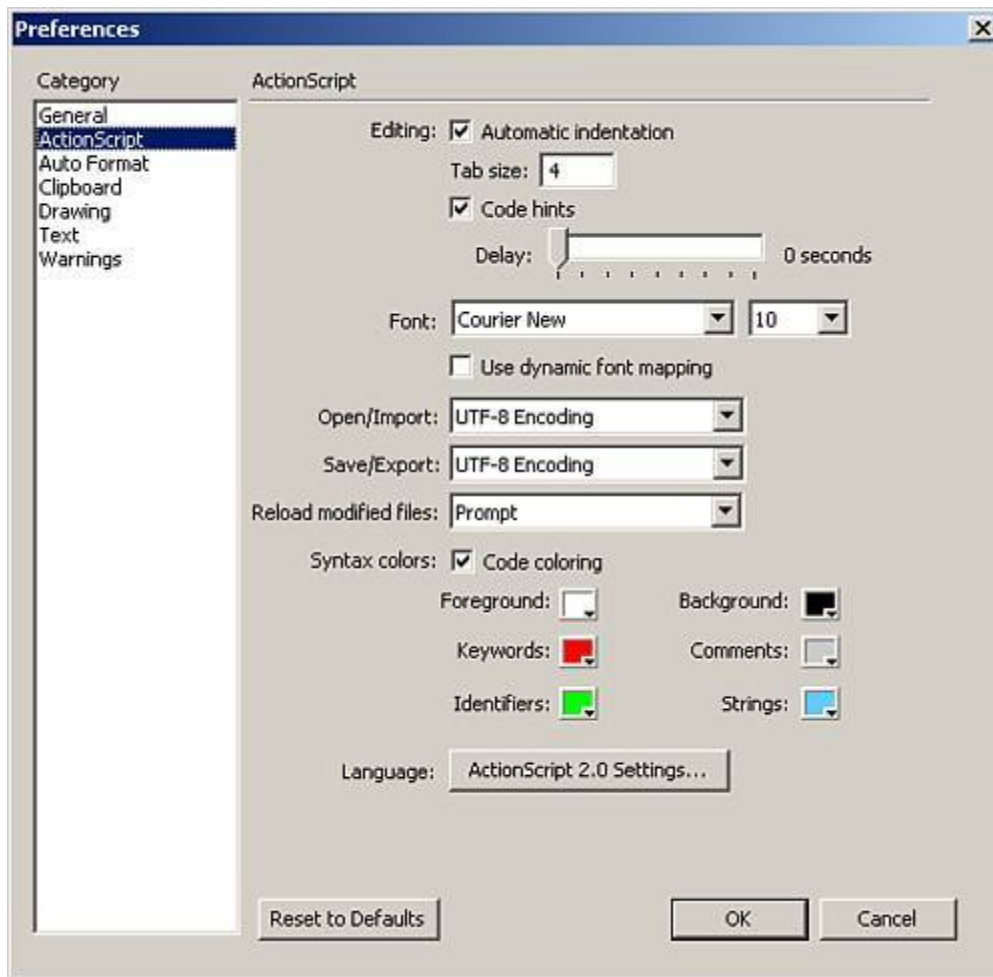 Preferences
Category
General
ActionScript
Auto Format
Clipboard
Drawing
Text
Warnings
ActionScript
Editing: Automatic indentation
Tab size: 4
Code hints
Delay: 0 seconds
Font: Courier New 10
Use dynamic font mapping
Open/Import: UTF-8 Encoding
Save/Export: UTF-8 Encoding
Reload modified files: Prompt
Syntax colors: Code coloring
Foreground: Background:
Keywords: Comments:
Identifiers: Strings:
Language: ActionScript 2.0 Settings...
Reset to Defaults OK Cancel